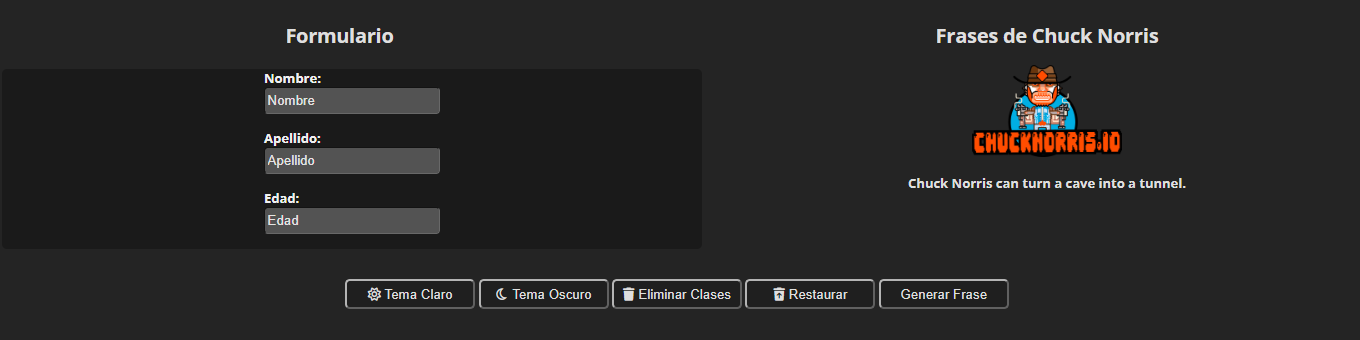 Formulario
Nombre:
Nombre
Apellido:
Apellido
Edad:
Edad
Frases de Chuck Norris
CHUCKNORRIS.IO
Chuck Norris can turn a cave into a tunnel.
Tema Claro
Tema Oscuro
Eliminar Clases
Restaurar
Generar Frase